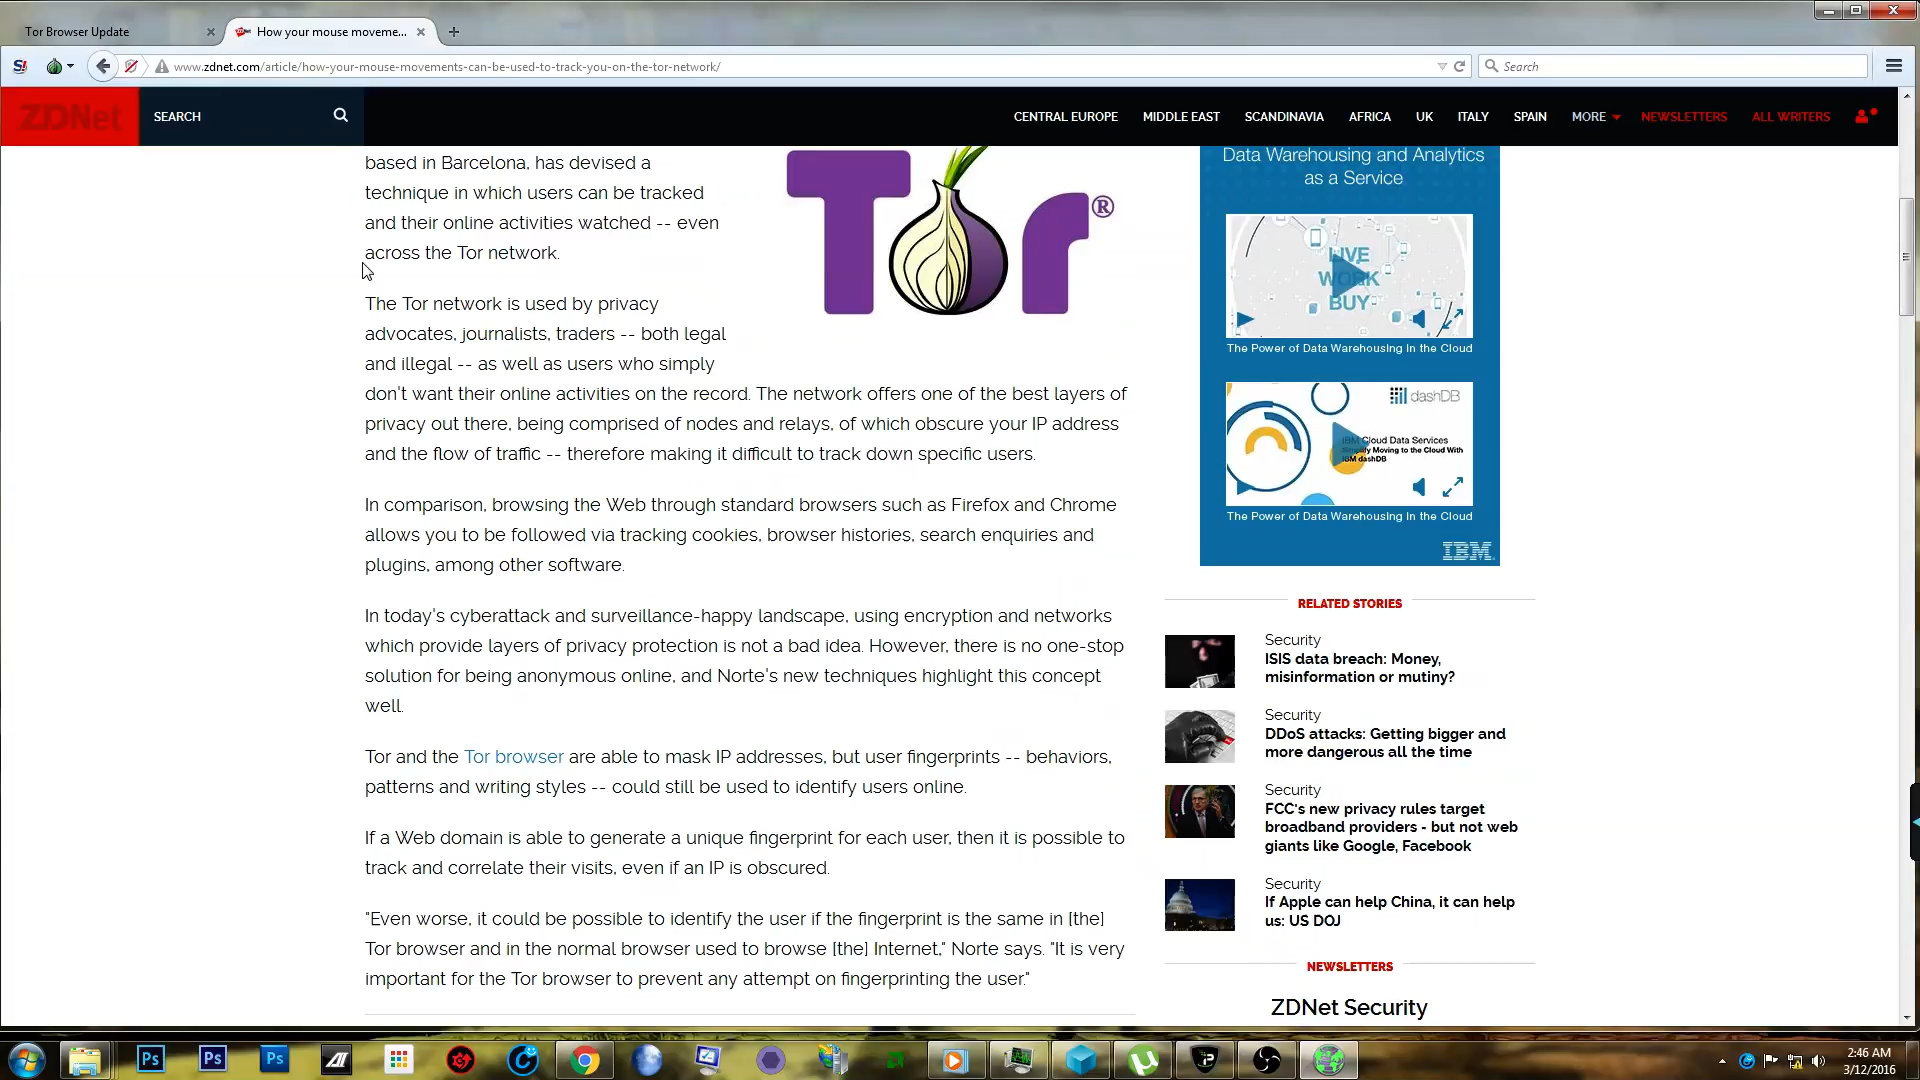 Tor Browser Update
How your mouse moveme...
www.zdnet.com/article/how-your-mouse-movements-can-be-used-to-track-you-on-the-tor-network/
Search
ZDNet
SEARCH
CENTRAL EUROPE
MIDDLE EAST
SCANDINAVIA
AFRICA
UK
ITALY
SPAIN
MORE
NEWSLETTERS
ALL WRITERS
based in Barcelona, has devised a
technique in which users can be tracked
and their online activities watched -- even
across the Tor network.
Tor®
The Tor network is used by privacy
advocates, journalists, traders -- both legal
and illegal -- as well as users who simply
don't want their online activities on the record. The network offers one of the best layers of
privacy out there, being comprised of nodes and relays, of which obscure your IP address
and the flow of traffic -- therefore making it difficult to track down specific users.
In comparison, browsing the Web through standard browsers such as Firefox and Chrome
allows you to be followed via tracking cookies, browser histories, search enquiries and
plugins, among other software.
In today's cyberattack and surveillance-happy landscape, using encryption and networks
which provide layers of privacy protection is not a bad idea. However, there is no one-stop
solution for being anonymous online, and Norte's new techniques highlight this concept
well.
Tor and the Tor browser are able to mask IP addresses, but user fingerprints -- behaviors,
patterns and writing styles -- could still be used to identify users online.
If a Web domain is able to generate a unique fingerprint for each user, then it is possible to
track and correlate their visits, even if an IP is obscured.
"Even worse, it could be possible to identify the user if the fingerprint is the same in [the]
Tor browser and in the normal browser used to browse [the] Internet," Norte says. "It is very
important for the Tor browser to prevent any attempt on fingerprinting the user."
Data Warehousing and Analytics
as a Service
LIVE
WORK
BUY
The Power of Data Warehousing In the Cloud
dashDB
IBM Cloud Data Services
Simplify Moving to the Cloud With
IBM dashDB
The Power of Data Warehousing In the Cloud
IBM
RELATED STORIES
Security
ISIS data breach: Money,
misinformation or mutiny?
Security
DDoS attacks: Getting bigger and
more dangerous all the time
Security
FCC's new privacy rules target
broadband providers - but not web
giants like Google, Facebook
Security
If Apple can help China, it can help
us: US DOJ
NEWSLETTERS
ZDNet Security
Ps
Ps
Ps
2:46 AM
3/12/2016